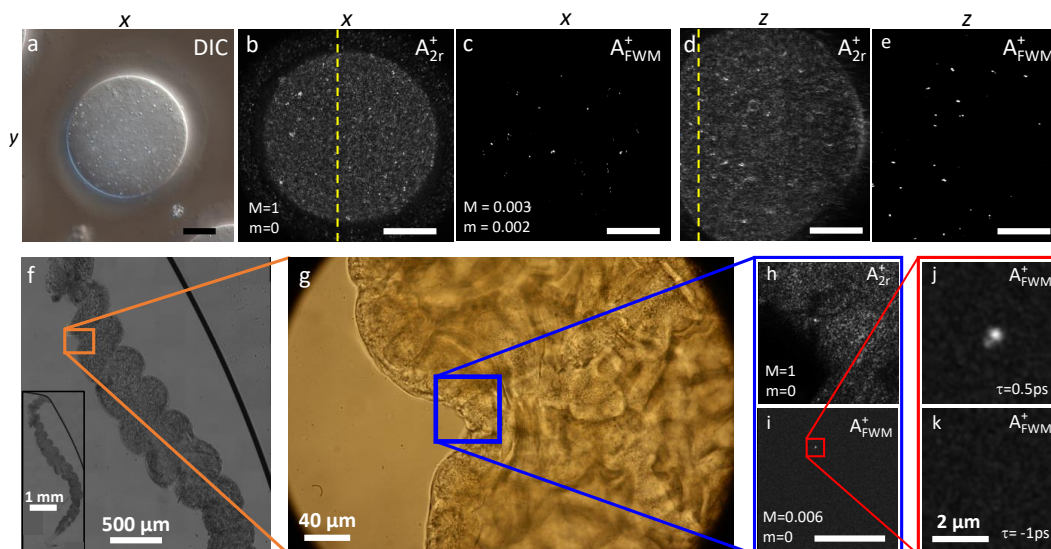 x
x
x
z
z
y
a
DIC
b
A⁺2r
M=1
m=0
c
A⁺FWM
M = 0.003
m = 0.002
d
A⁺2r
e
A⁺FWM
f
1 mm
500 µm
g
40 µm
h
A⁺2r
M=1
m=0
i
A⁺FWM
M=0.006
m=0
j
A⁺FWM
τ=0.5ps
k
A⁺FWM
2 µm
τ= -1ps